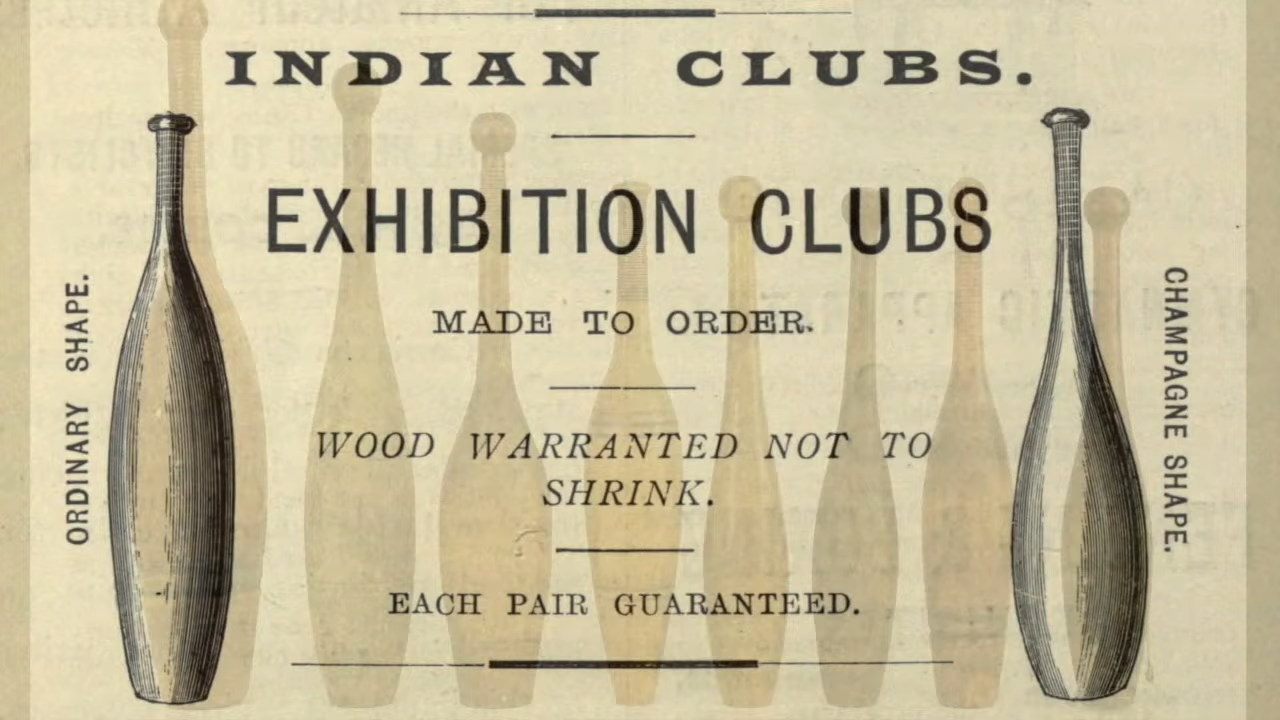 INDIAN CLUBS.
EXHIBITION CLUBS
MADE TO ORDER.
WOOD WARRANTED NOT TO
SHRINK.
EACH PAIR GUARANTEED.
ORDINARY SHAPE.
CHAMPAGNE SHAPE.